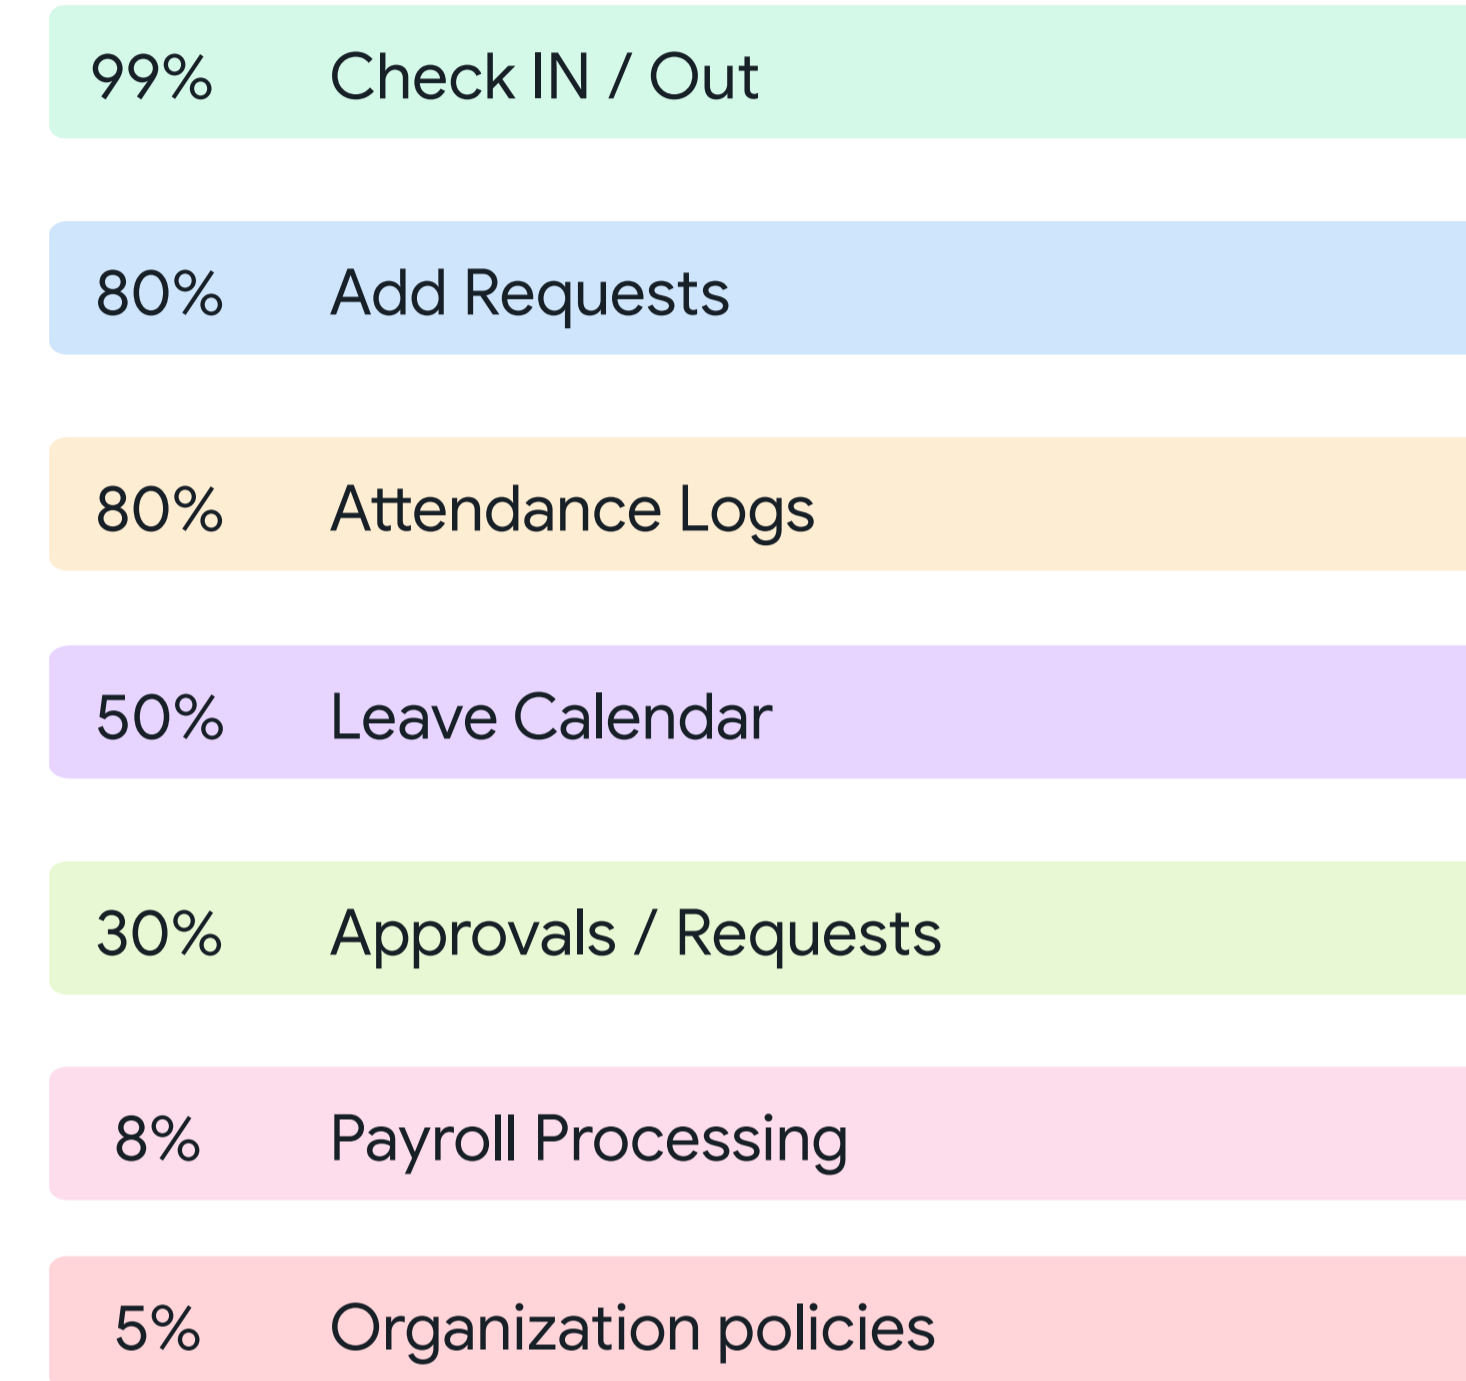 99% Check IN / Out
80% Add Requests
80% Attendance Logs
50% Leave Calendar
30% Approvals / Requests
8% Payroll Processing
5% Organization policies